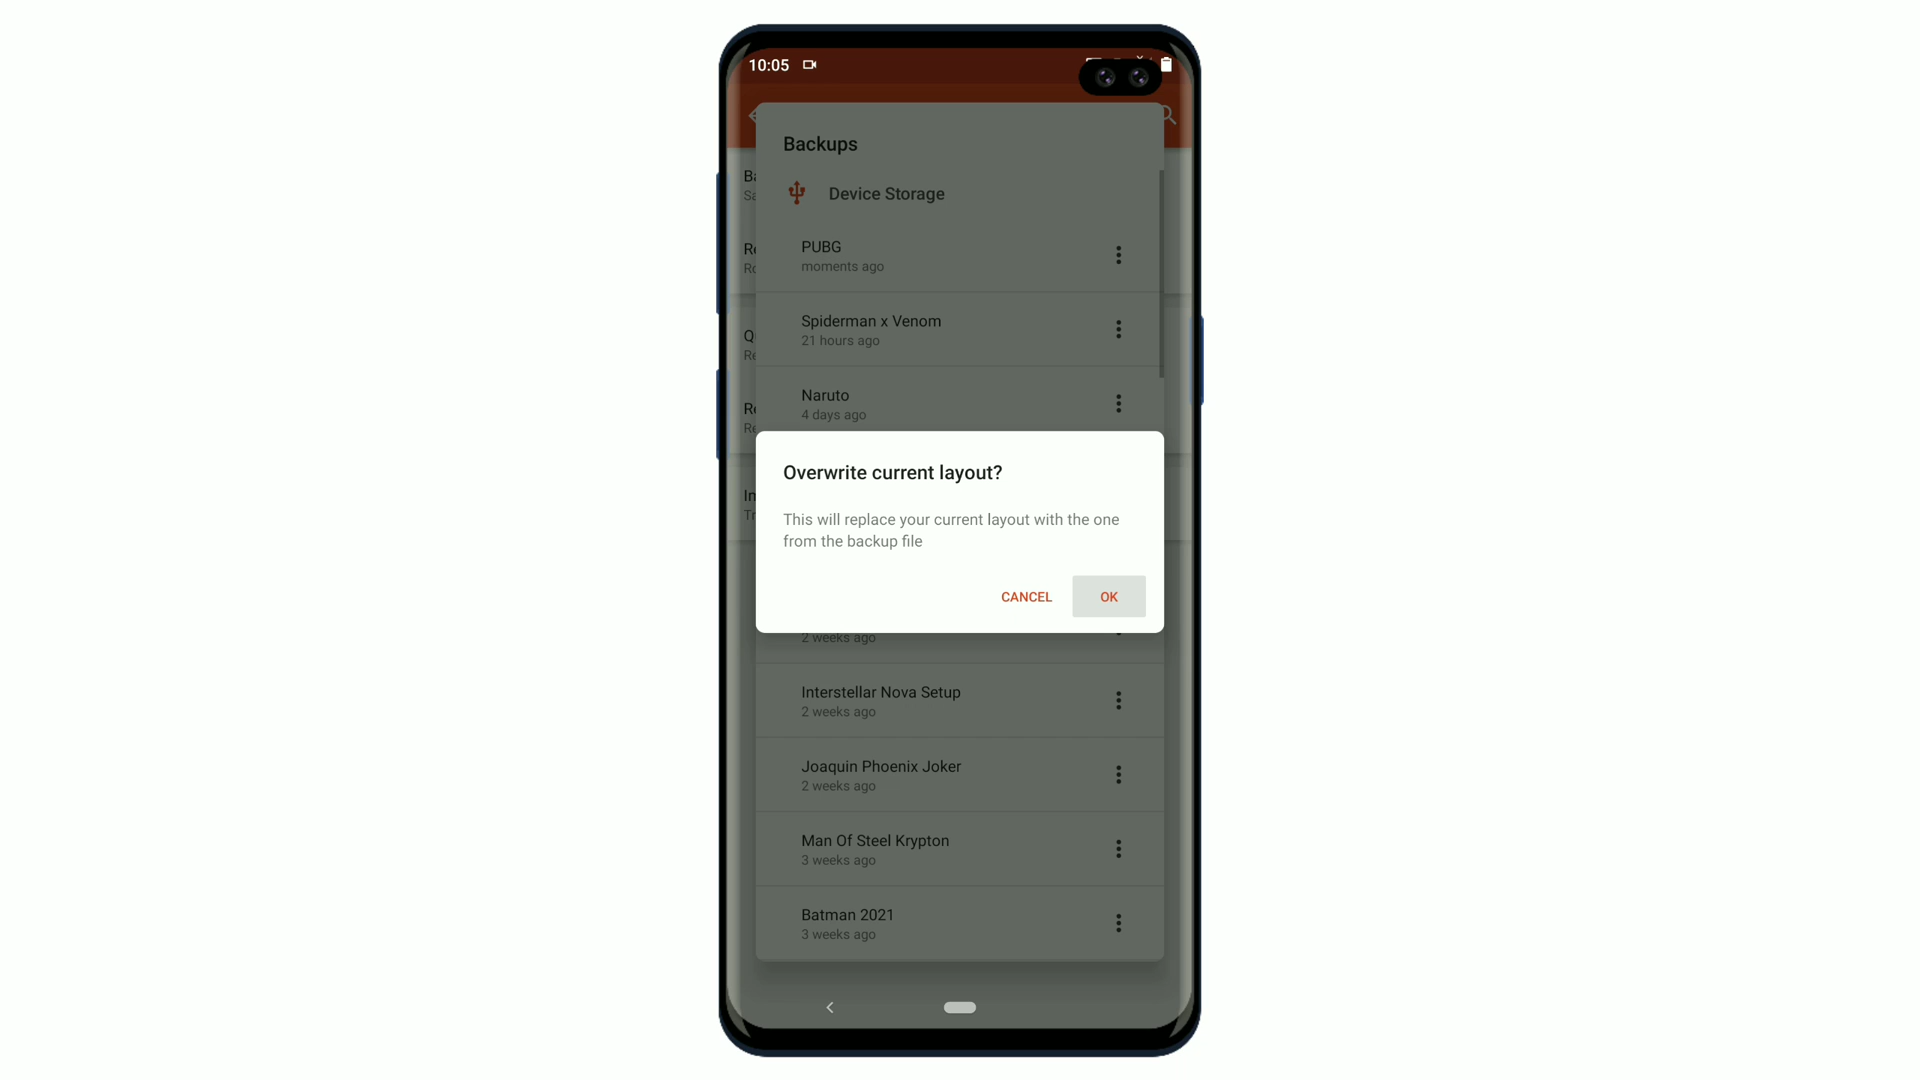 10:05
Backups
Device Storage
PUBG
moments ago
Spiderman x Venom
21 hours ago
Naruto
4 days ago
Overwrite current layout?
This will replace your current layout with the one
from the backup file
CANCEL OK
2 weeks ago
Interstellar Nova Setup
2 weeks ago
Joaquin Phoenix Joker
2 weeks ago
Man Of Steel Krypton
3 weeks ago
Batman 2021
3 weeks ago